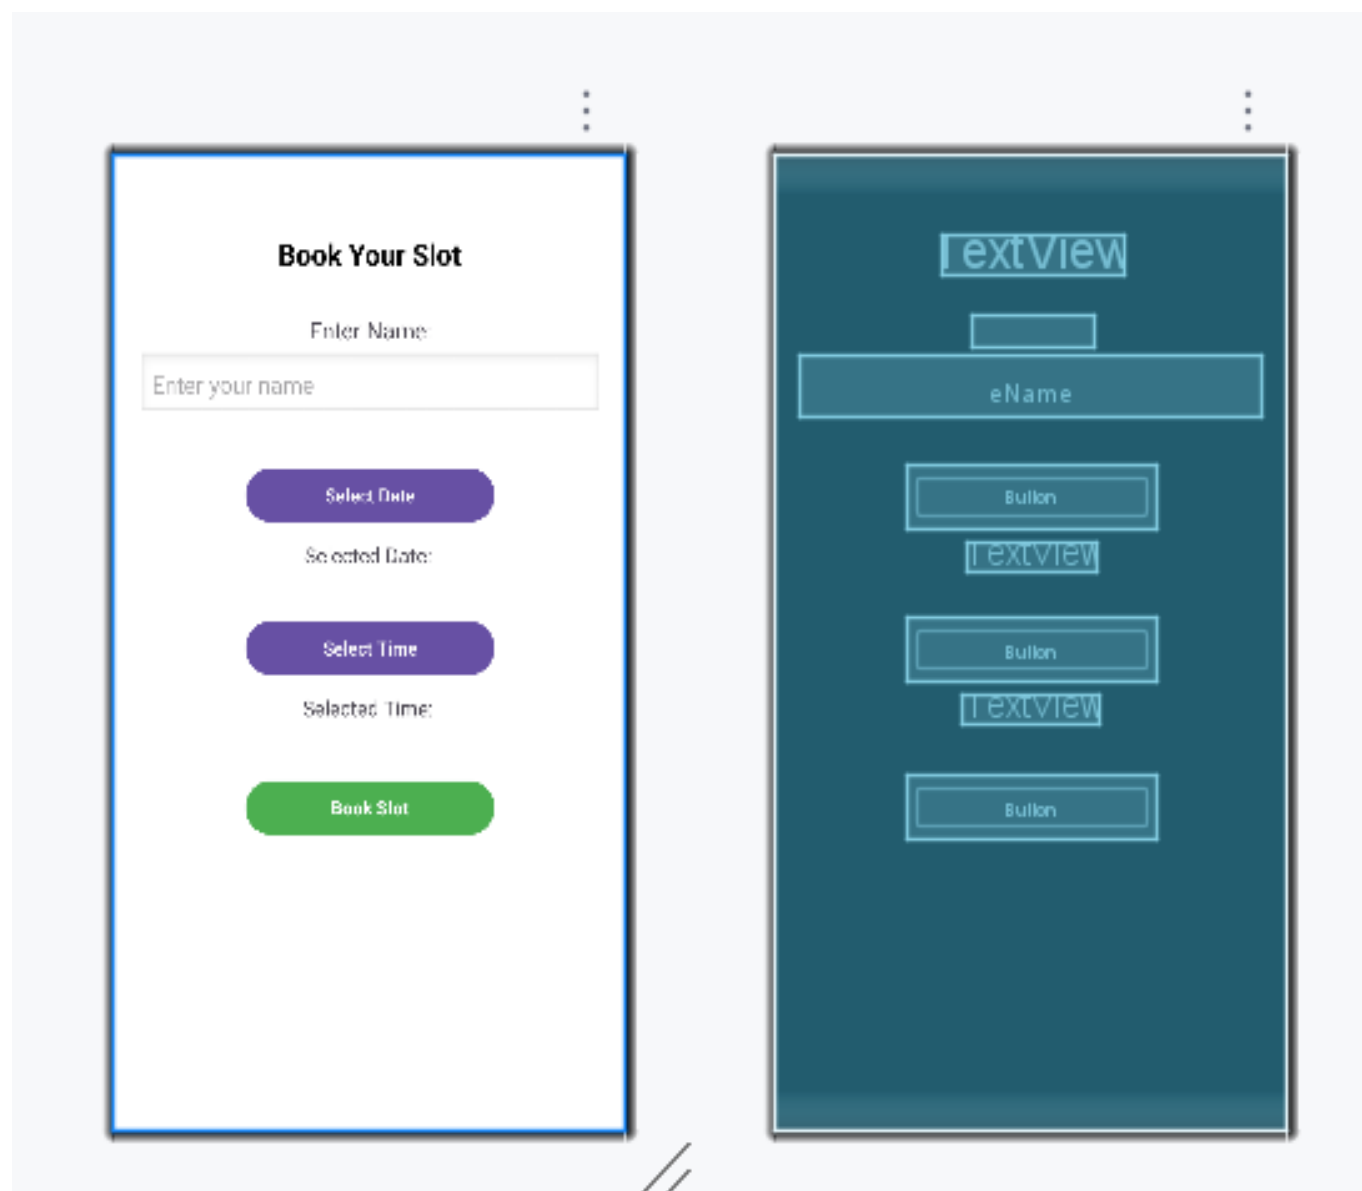 Book Your Slot
Enter Name:
Enter your name
Select Date
Selected Date:
Select Time
Selected Time:
Book Slot
TextView
eName
Button
TextView
Button
TextView
Button